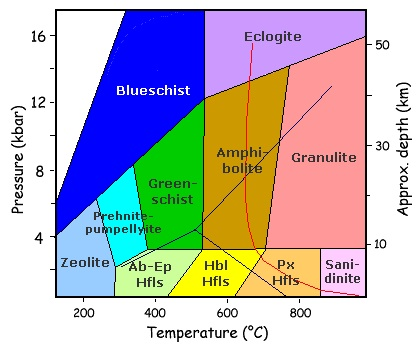 16
12
8
4
Pressure (kbar)
50
30
10
Approx. depth (km)
Eclogite
Blueschist
Amphi-
bolite
Granulite
Green-
schist
Prehnite-
pumpellyite
Zeolite
Ab-Ep
Hfls
Hbl
Hfls
Px
Hfls
Sani-
dinite
200
400
600
800
Temperature (°C)